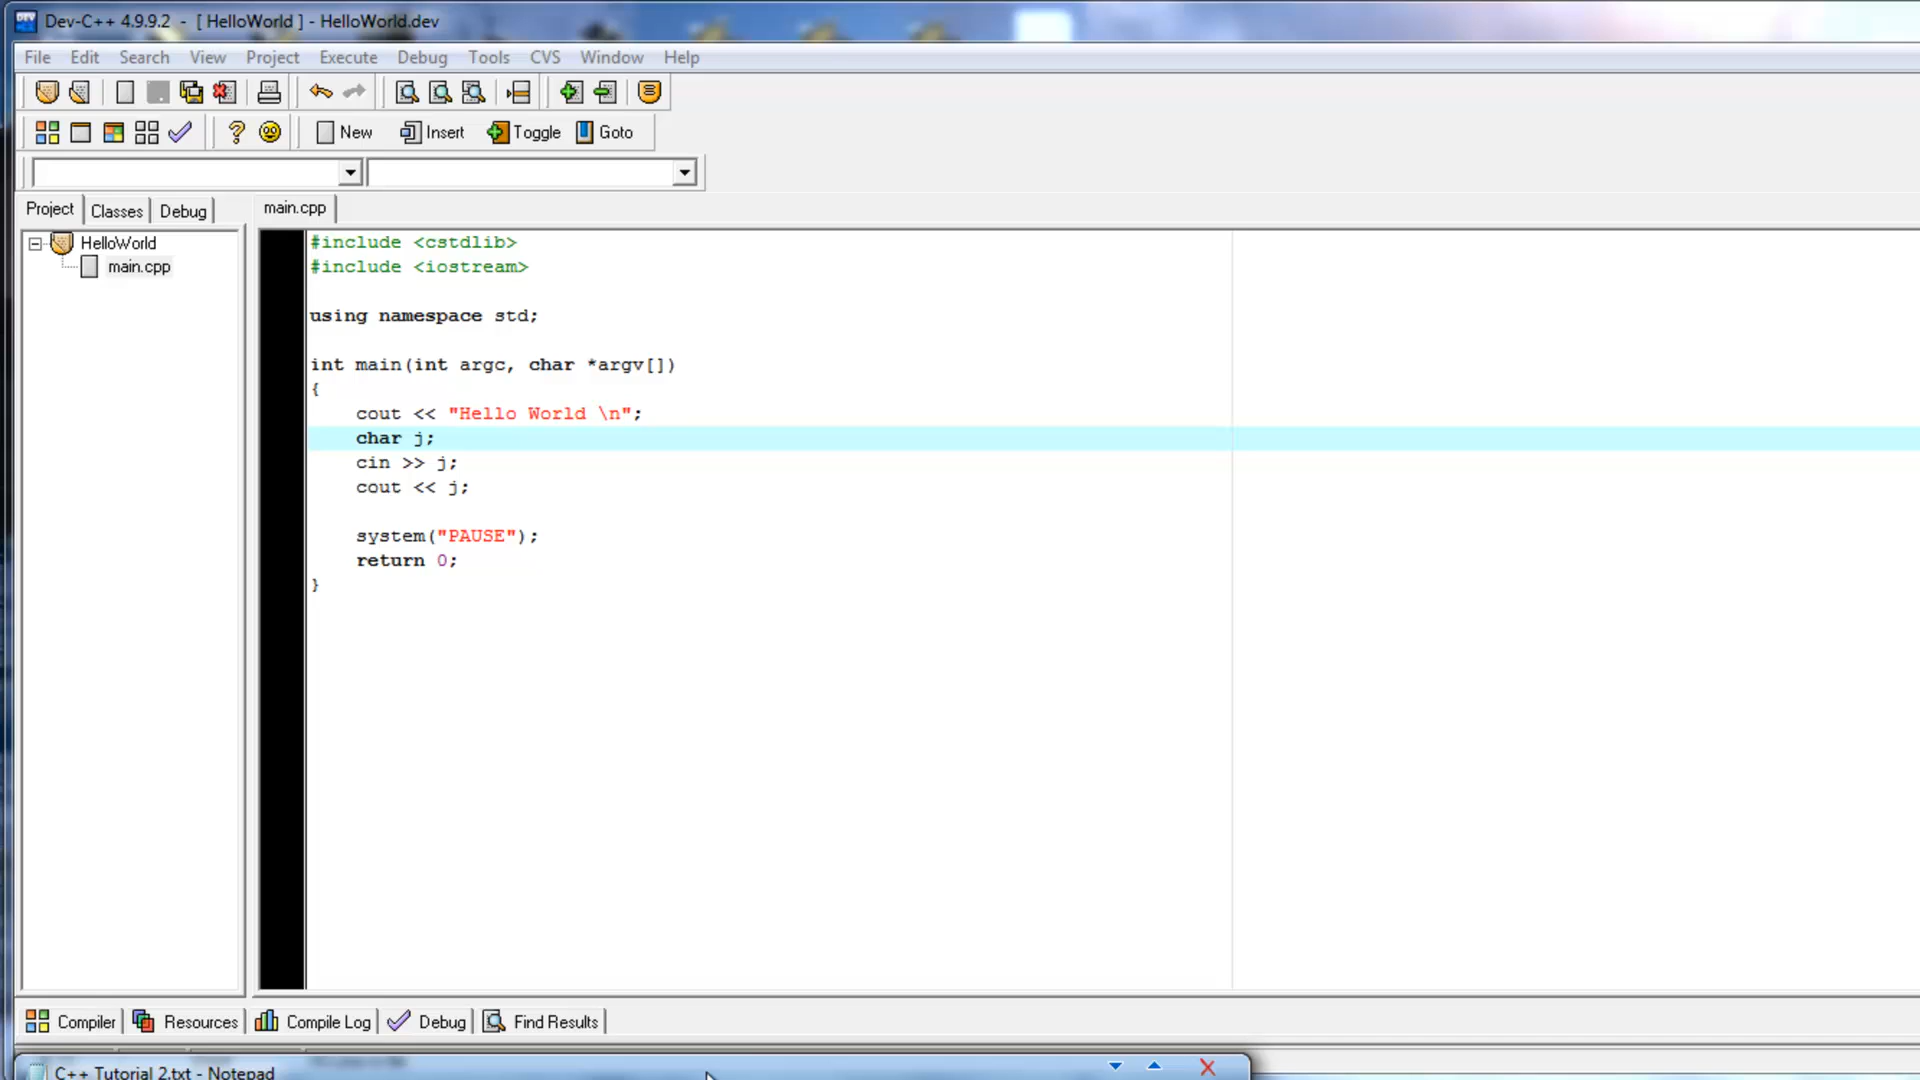 Dev-C++ 4.9.9.2 - [ HelloWorld ] - HelloWorld.dev
File Edit Search View Project Execute Debug Tools CVS Window Help
New Insert Toggle Goto
Project Classes Debug main.cpp
HelloWorld
main.cpp
#include <cstdlib>
#include <iostream>
using namespace std;
int main(int argc, char *argv[])
{
cout << "Hello World \n";
char j;
cin >> j;
cout << j;
system("PAUSE");
return 0;
}
Compiler Resources Compile Log Debug Find Results
C++ Tutorial 2.txt - Notepad